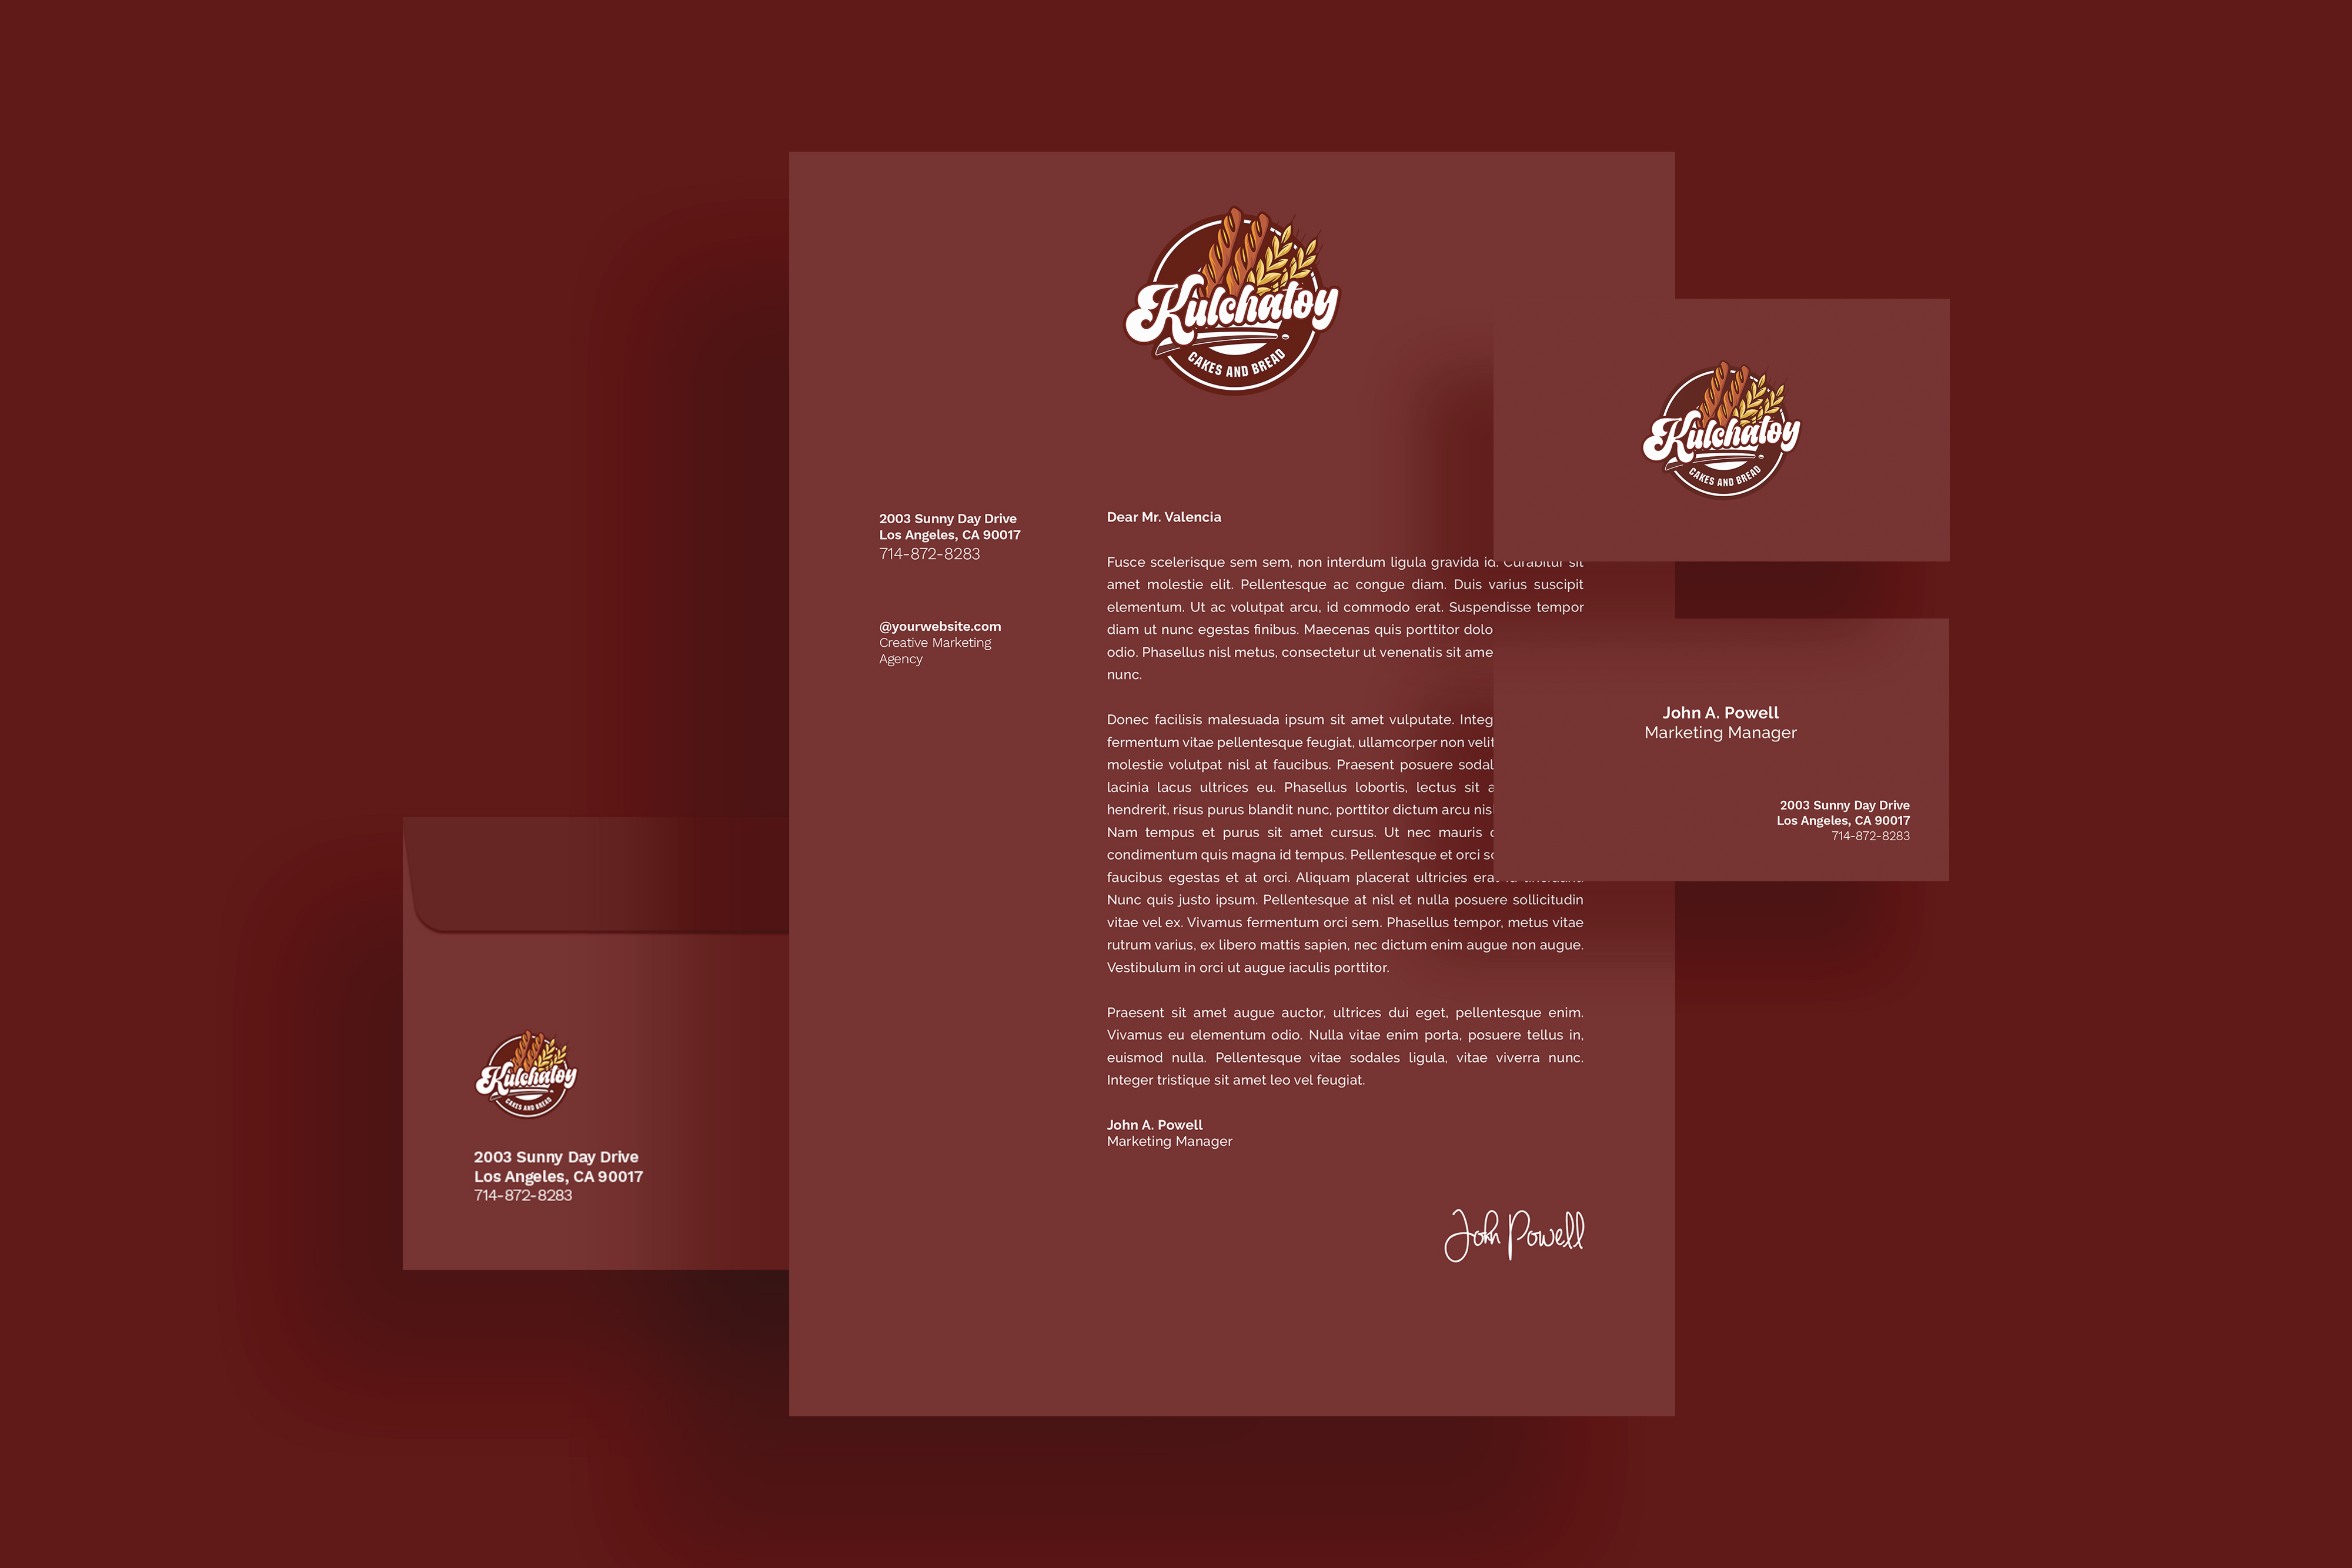 Kulchatoy
CAKES AND BREAD
2003 Sunny Day Drive
Los Angeles, CA 90017
714-872-8283
@yourwebsite.com
Creative Marketing
Agency
Dear Mr. Valencia
Fusce scelerisque sem sem, non interdum ligula gravida id. Curabitur sit
amet molestie elit. Pellentesque ac congue diam. Duis varius suscipit
elementum. Ut ac volutpat arcu, id commodo erat. Suspendisse tempor
diam ut nunc egestas finibus. Maecenas quis porttitor dolo
odio. Phasellus nisl metus, consectetur ut venenatis sit ame
nunc.
Donec facilisis malesuada ipsum sit amet vulputate. Integ
fermentum vitae pellentesque feugiat, ullamcorper non velit
molestie volutpat nisl at faucibus. Praesent posuere sodal
lacinia lacus ultrices eu. Phasellus lobortis, lectus sit a
hendrerit, risus purus blandit nunc, porttitor dictum arcu nisl
Nam tempus et purus sit amet cursus. Ut nec mauris
condimentum quis magna id tempus. Pellentesque et orci
faucibus egestas et at orci. Aliquam placerat ultricies erat
Nunc quis justo ipsum. Pellentesque at nisl et nulla posuere sollicitudin
vitae vel ex. Vivamus fermentum orci sem. Phasellus tempor, metus vitae
rutrum varius, ex libero mattis sapien, nec dictum enim augue non augue.
Vestibulum in orci ut augue iaculis porttitor.
Praesent sit amet augue auctor, ultrices dui eget, pellentesque enim.
Vivamus eu elementum odio. Nulla vitae enim porta, posuere tellus in,
euismod nulla. Pellentesque vitae sodales ligula, vitae viverra nunc.
Integer tristique sit amet leo vel feugiat.
John A. Powell
Marketing Manager
John Powell
Kulchatoy
CAKES AND BREAD
John A. Powell
Marketing Manager
2003 Sunny Day Drive
Los Angeles, CA 90017
714-872-8283
Kulchatoy
CAKES AND BREAD
2003 Sunny Day Drive
Los Angeles, CA 90017
714-872-8283